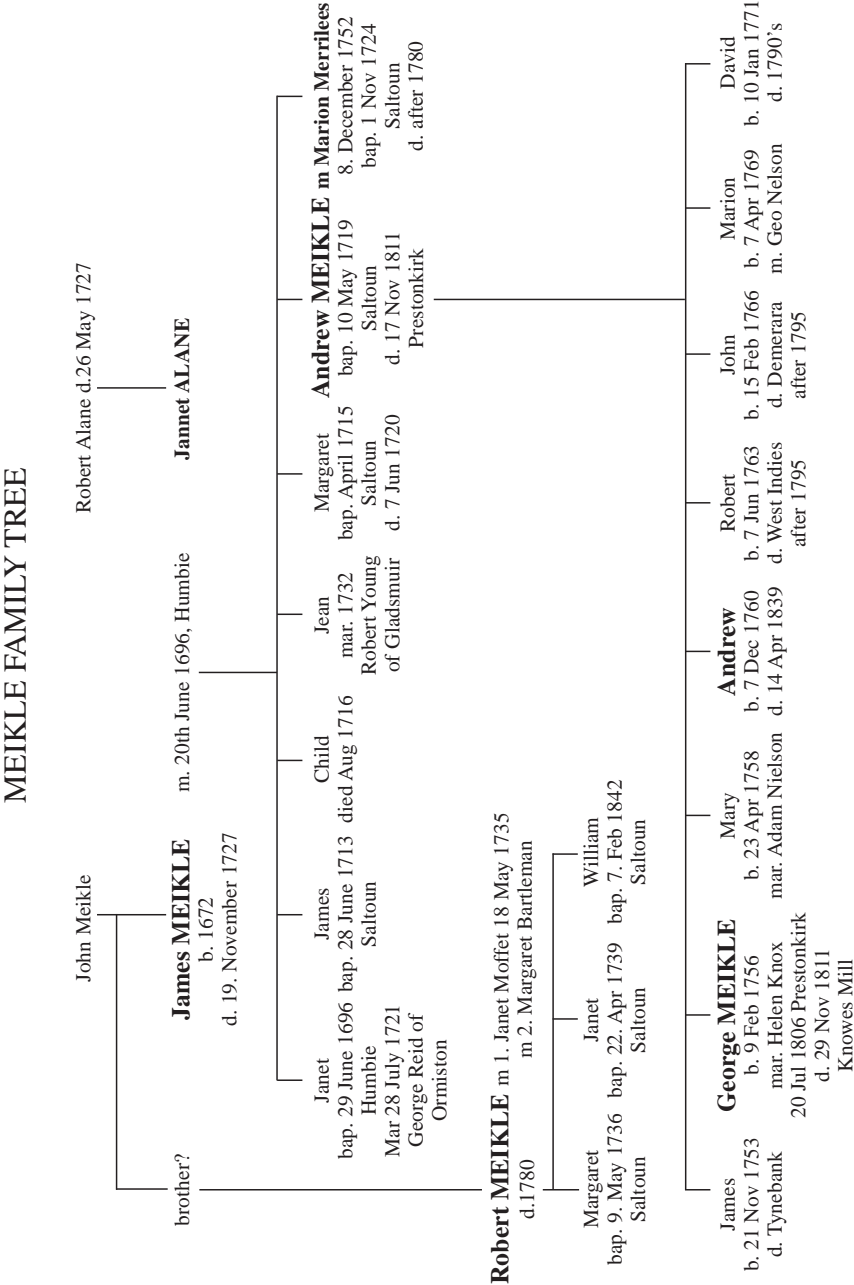 MEIKLE FAMILY TREE
John Meikle
Robert Alane d.26 May 1727
brother?
James MEIKLE
b. 1672
d. 19. November 1727
m. 20th June 1696, Humbie
Jannet ALANE
Janet
bap. 29 June 1696
Humbie
Mar 28 July 1721
George Reid of
Ormiston
James
bap. 28 June 1713
Saltoun
Child
died Aug 1716
Jean
mar. 1732
Robert Young
of Gladsmuir
Margaret
bap. April 1715
Saltoun
d. 7 Jun 1720
Andrew MEIKLE m Marion Merrilees
bap. 10 May 1719
Saltoun
d. 17 Nov 1811
Prestonkirk
8. December 1752
bap. 1 Nov 1724
Saltoun
d. after 1780
Robert MEIKLE m 1. Janet Moffet 18 May 1735
d.1780
m 2. Margaret Bartleman
Margaret
bap. 9. May 1736
Saltoun
Janet
bap. 22. Apr 1739
Saltoun
William
bap. 7. Feb 1842
Saltoun
James
b. 21 Nov 1753
d. Tynebank
George MEIKLE
b. 9 Feb 1756
mar. Helen Knox
20 Jul 1806 Prestonkirk
d. 29 Nov 1811
Knowes Mill
Mary
b. 23 Apr 1758
mar. Adam Nielson
Andrew
b. 7 Dec 1760
d. 14 Apr 1839
Robert
b. 7 Jun 1763
d. West Indies
after 1795
John
b. 15 Feb 1766
d. Demerara
after 1795
Marion
b. 7 Apr 1769
m. Geo Nelson
David
b. 10 Jan 1771
d. 1790's